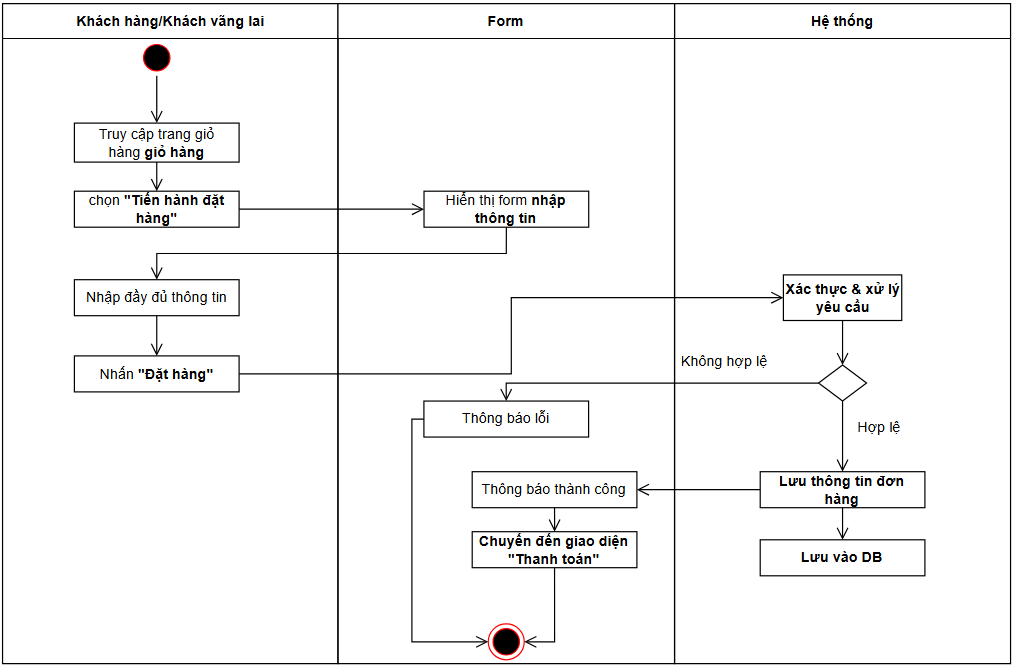 Khách hàng/Khách vãng lai
Form
Hệ thống
Truy cập trang giỏ
hàng giỏ hàng
chọn "Tiến hành đặt
hàng"
Hiển thị form nhập
thông tin
Nhập đầy đủ thông tin
Xác thực & xử lý
yêu cầu
Nhấn "Đặt hàng"
Không hợp lệ
Thông báo lỗi
Hợp lệ
Thông báo thành công
Lưu thông tin đơn
hàng
Chuyển đến giao diện
"Thanh toán"
Lưu vào DB